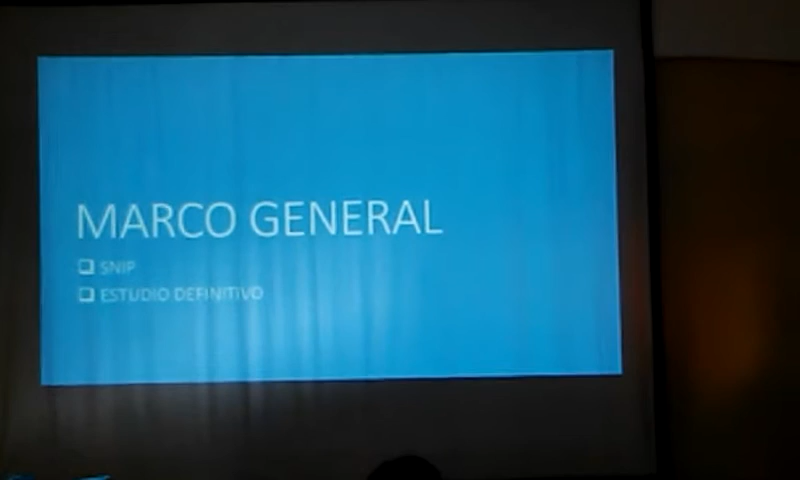 MARCO GENERAL
❑ SNIP
❑ ESTUDIO DEFINITIVO